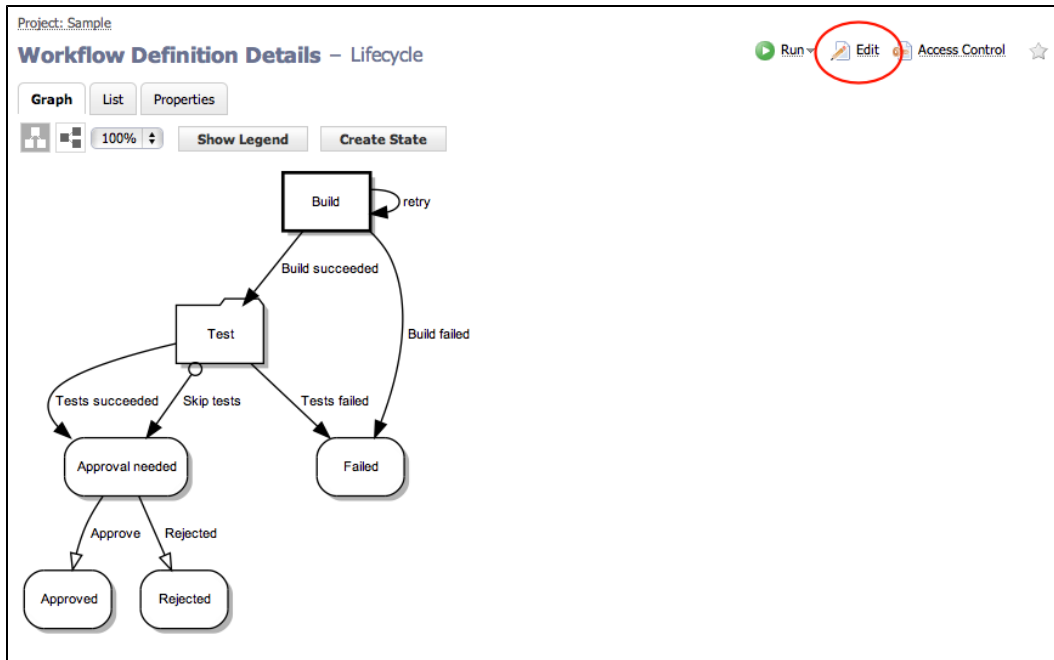 Project: Sample
Workflow Definition Details – Lifecycle
Run Edit Access Control
Graph List Properties
100% Show Legend Create State
Build
retry
Build succeeded
Test
Build failed
Tests succeeded Skip tests Tests failed
Approval needed
Failed
Approve Rejected
Approved
Rejected